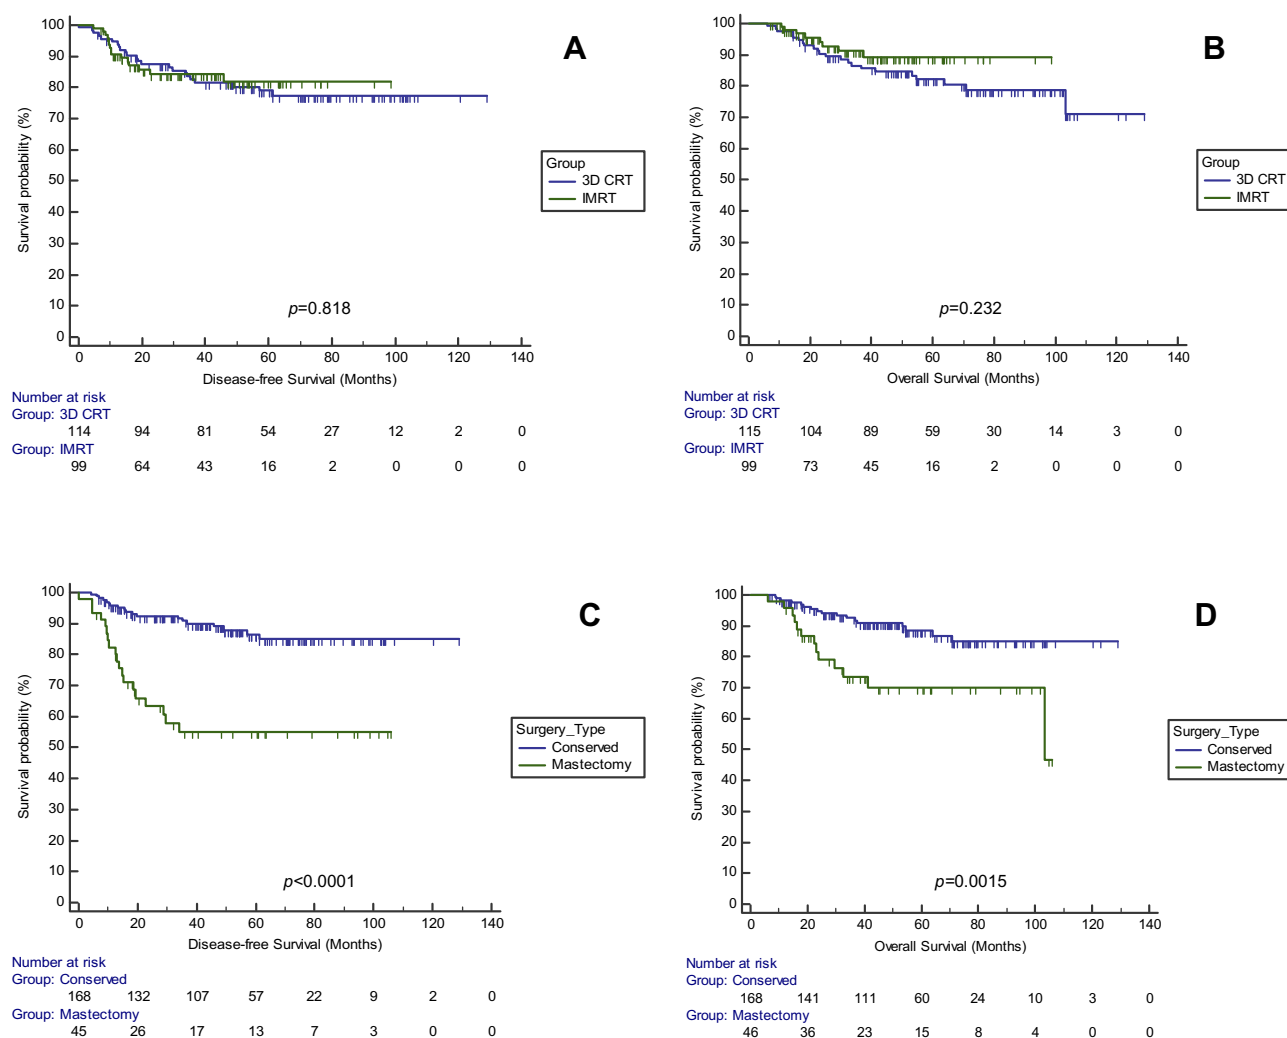 A
100
90
80
70
60
50
40
30
20
10
0
Survival probability (%)
Group
3D CRT
IMRT
p=0.818
0 20 40 60 80 100 120 140
Disease-free Survival (Months)
Number at risk
Group: 3D CRT
114 94 81 54 27 12 2 0
Group: IMRT
99 64 43 16 2 0 0 0
B
100
90
80
70
60
50
40
30
20
10
0
Survival probability (%)
Group
3D CRT
IMRT
p=0.232
0 20 40 60 80 100 120 140
Overall Survival (Months)
Number at risk
Group: 3D CRT
115 104 89 59 30 14 3 0
Group: IMRT
99 73 45 16 2 0 0 0
C
100
90
80
70
60
50
40
30
20
10
0
Survival probability (%)
Surgery_Type
Conserved
Mastectomy
p<0.0001
0 20 40 60 80 100 120 140
Disease-free Survival (Months)
Number at risk
Group: Conserved
168 132 107 57 22 9 2 0
Group: Mastectomy
45 26 17 13 7 3 0 0
D
100
90
80
70
60
50
40
30
20
10
0
Survival probability (%)
Surgery_Type
Conserved
Mastectomy
p=0.0015
0 20 40 60 80 100 120 140
Overall Survival (Months)
Number at risk
Group: Conserved
168 141 111 60 24 10 3 0
Group: Mastectomy
46 36 23 15 8 4 0 0